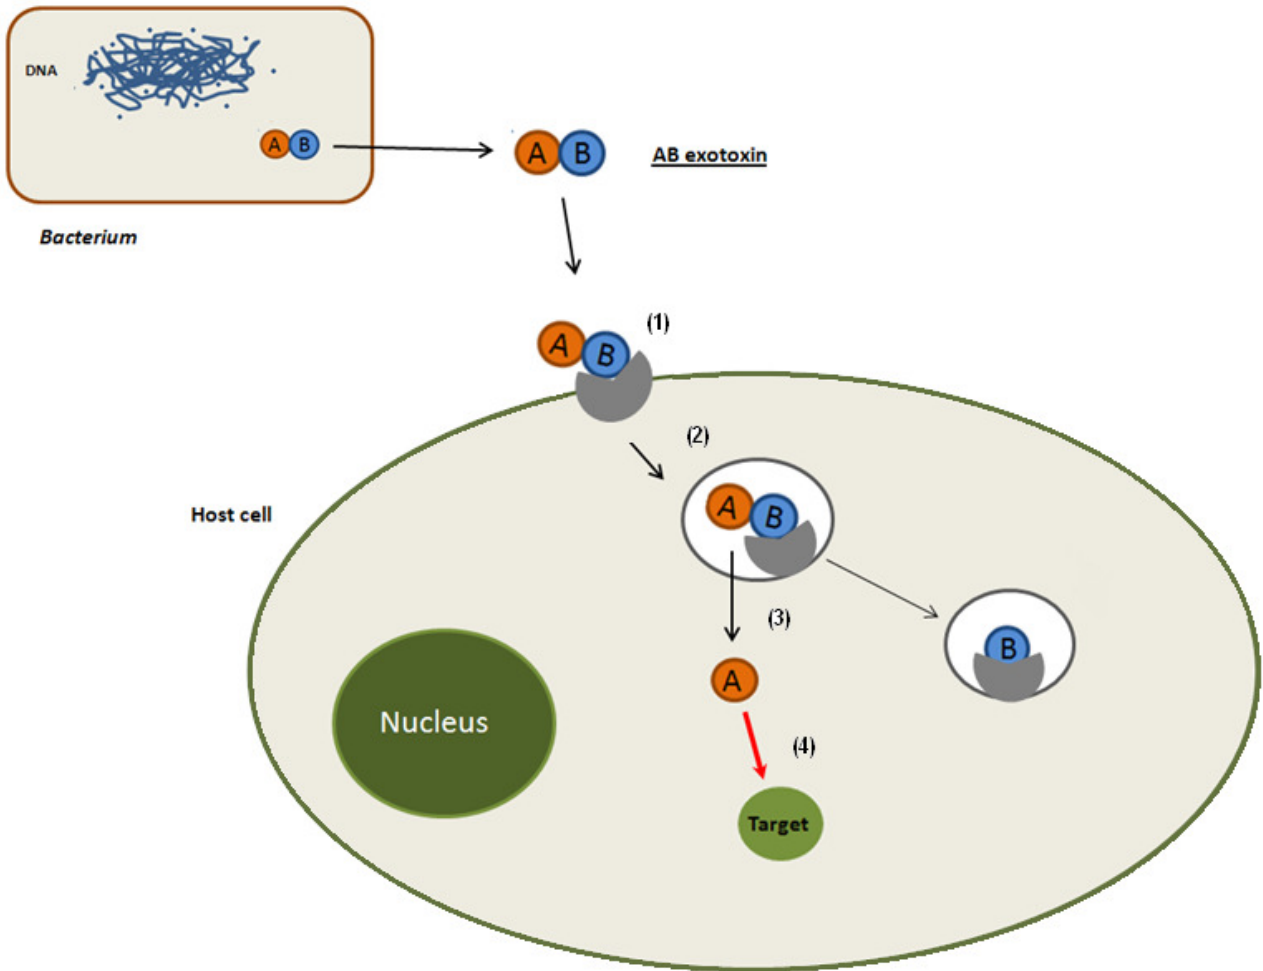 DNA
A B
A B
AB exotoxin
Bacterium
(1)
A B
(2)
Host cell
A B
(3)
B
A
Nucleus
(4)
Target